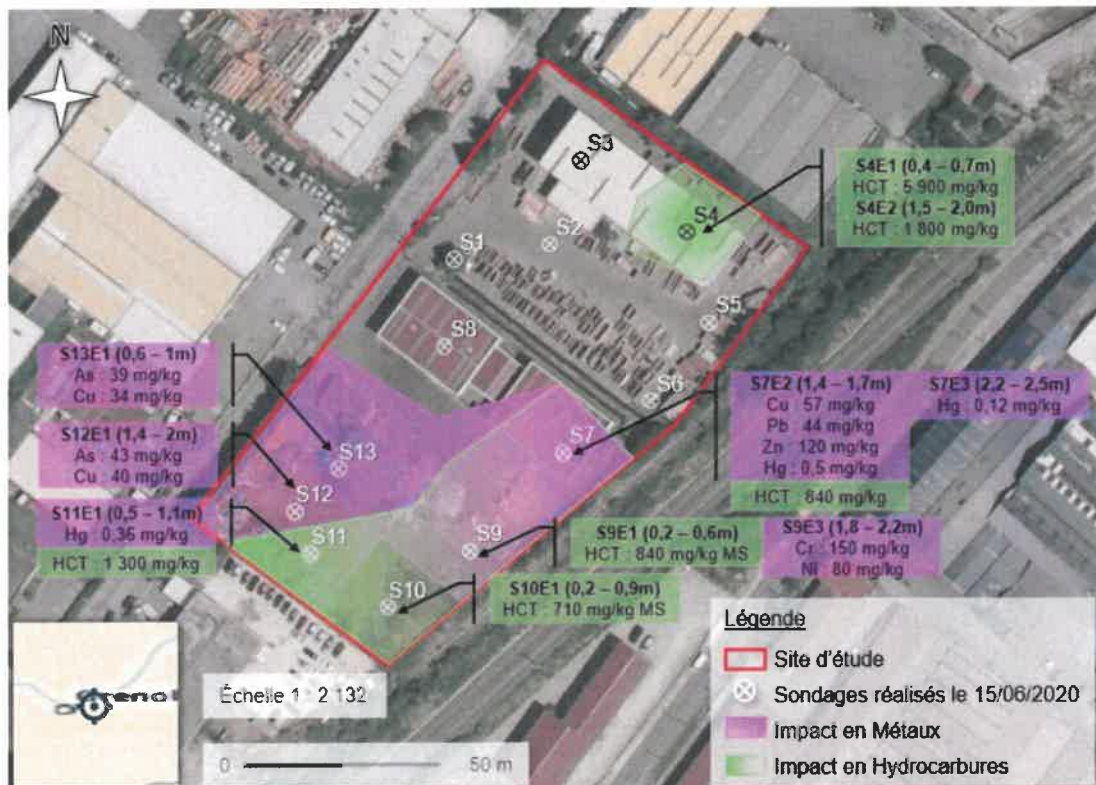 N
S3
S4E1 (0,4 – 0,7m)
HCT : 5 900 mg/kg
S4E2 (1,5 – 2,0m)
HCT : 1 800 mg/kg
S4
S2
S1
S5
S8
S6
S13E1 (0,6 – 1m)
As : 39 mg/kg
Cu : 34 mg/kg
S7E2 (1,4 – 1,7m)
Cu : 57 mg/kg
Pb : 44 mg/kg
Zn : 120 mg/kg
Hg : 0,5 mg/kg
HCT : 840 mg/kg
S7E3 (2,2 – 2,5m)
Hg : 0,12 mg/kg
S12E1 (1,4 – 2m)
As : 43 mg/kg
Cu : 40 mg/kg
S7
S13
S12
S11E1 (0,5 – 1,1m)
Hg : 0,36 mg/kg
HCT : 1 300 mg/kg
S11
S9
S9E1 (0,2 – 0,6m)
HCT : 840 mg/kg MS
S9E3 (1,8 – 2,2m)
Cr : 150 mg/kg
Ni : 80 mg/kg
S10
S10E1 (0,2 – 0,9m)
HCT : 710 mg/kg MS
Légende
Site d'étude
Sondages réalisés le 15/06/2020
Impact en Métaux
Impact en Hydrocarbures
Échelle 1 : 2 132
0 50 m